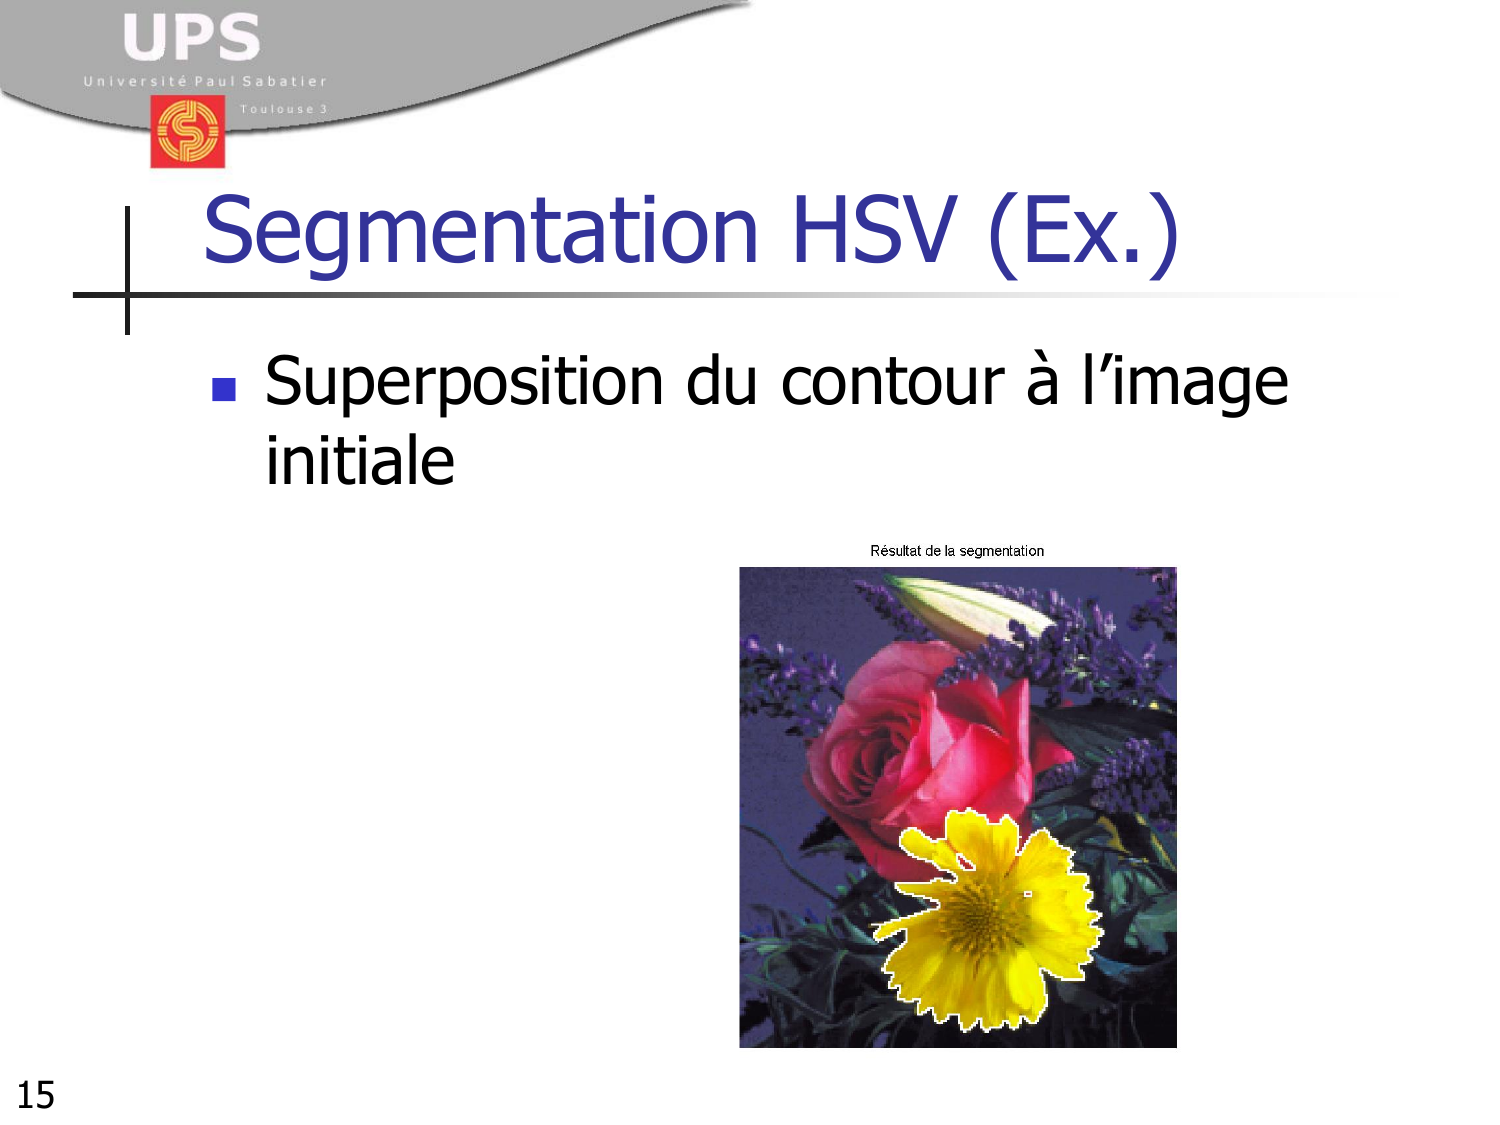 UPS
Université Paul Sabatier
Toulouse 3
Segmentation HSV (Ex.)
Superposition du contour à l’image
initiale
Résultat de la segmentation
15